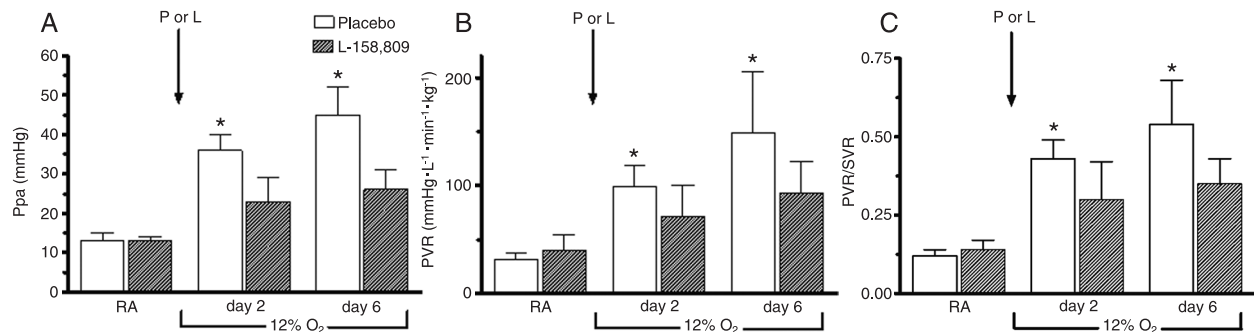 A
P or L
Placebo
L-158,809
Ppa (mmHg)
60
50
40
30
20
10
0
*
*
RA
day 2
day 6
12% O₂
B
P or L
PVR (mmHg·L⁻¹·min⁻¹·kg⁻¹)
200
100
0
*
*
RA
day 2
day 6
12% O₂
C
P or L
PVR/SVR
0.75
0.50
0.25
0.00
*
*
RA
day 2
day 6
12% O₂